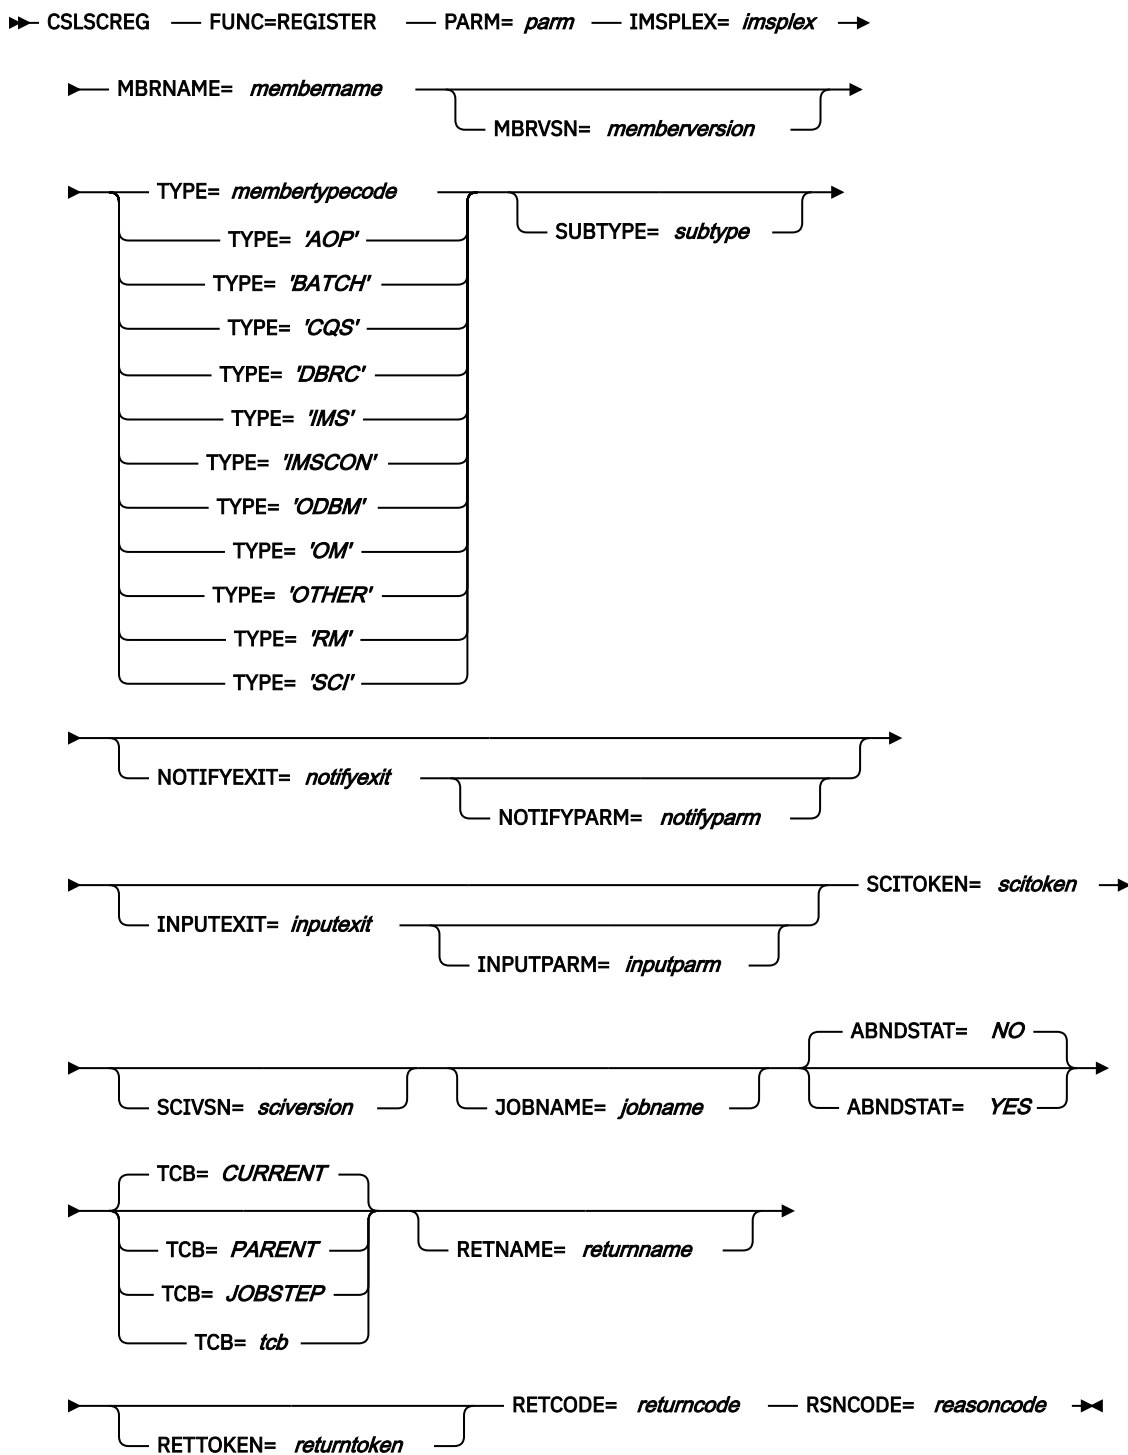 CSLSCREG FUNC=REGISTER PARM= parm IMSPLEX= imsplex
MBRNAME= membername
MBRVSN= memberversion
TYPE= membertypecode
TYPE= 'AOP'
TYPE= 'BATCH'
TYPE= 'CQS'
TYPE= 'DBRC'
TYPE= 'IMS'
TYPE= 'IMSCON'
TYPE= 'ODBM'
TYPE= 'OM'
TYPE= 'OTHER'
TYPE= 'RM'
TYPE= 'SCI'
SUBTYPE= subtype
NOTIFYEXIT= notifyexit
NOTIFYPARM= notifyparm
INPUTEXIT= inputexit
INPUTPARM= inputparm
SCITOKEN= scitoken
SCIVSN= sciversion
JOBNAME= jobname
ABNDSTAT= NO
ABNDSTAT= YES
TCB= CURRENT
TCB= PARENT
TCB= JOBSTEP
TCB= tcb
RETNAME= returnname
RETTOKEN= returntoken
RETCODE= returncode RSNCODE= reasoncode